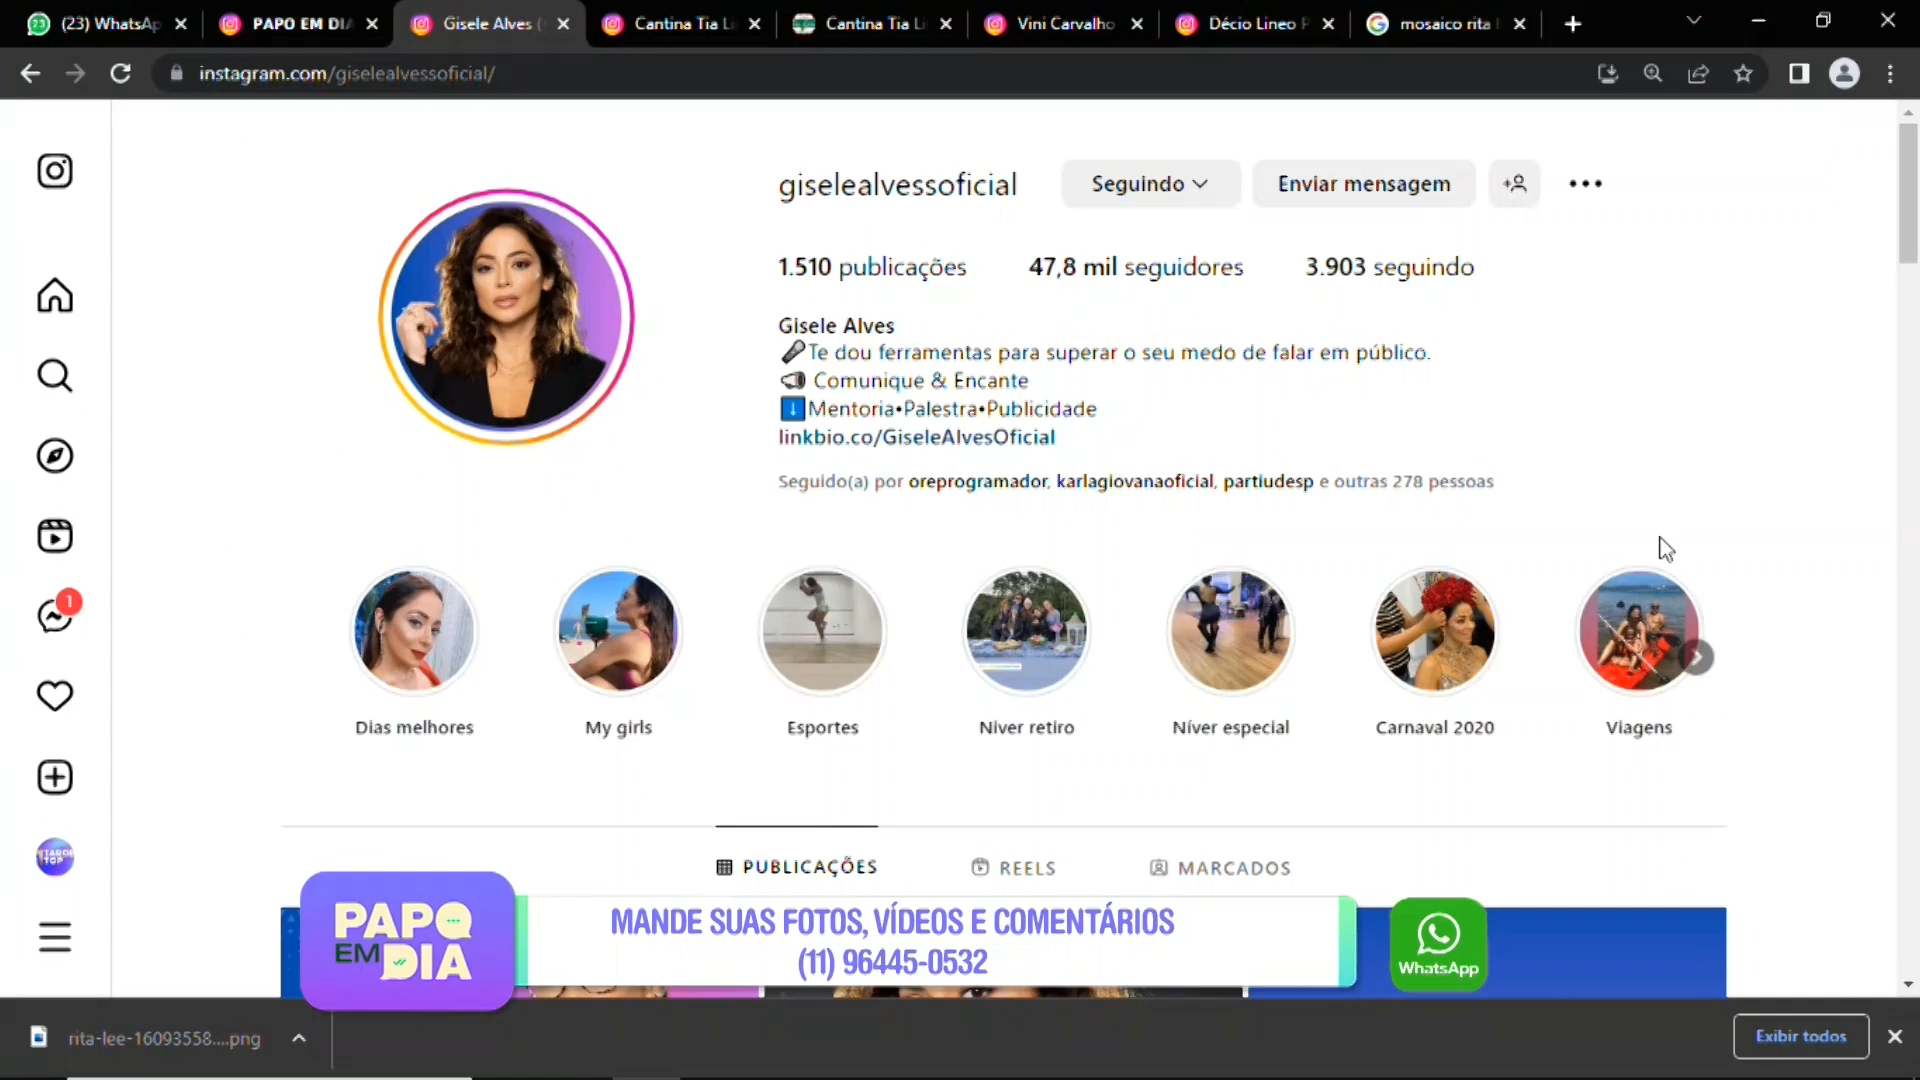 (23) WhatsAp
PAPO EM DIA
Gisele Alves (
Cantina Tia Li
Cantina Tia Li
Vini Carvalho
Décio Lineo F
mosaico rita l
instagram.com/giselealvessoficial/
giselealvessoficial
Seguindo
Enviar mensagem
1.510 publicações
47,8 mil seguidores
3.903 seguindo
Gisele Alves
Te dou ferramentas para superar o seu medo de falar em público.
Comunique & Encante
Mentoria•Palestra•Publicidade
linkbio.co/GiseleAlvesOficial
Seguido(a) por oreprogramador, karlagiovanaoficial, partiudesp e outras 278 pessoas
1
Dias melhores
My girls
Esportes
Niver retiro
Níver especial
Carnaval 2020
Viagens
PUBLICAÇÕES
REELS
MARCADOS
PAPO
EM DIA
MANDE SUAS FOTOS, VÍDEOS E COMENTÁRIOS
(11) 96445-0532
WhatsApp
rita-lee-16093558....png
Exibir todos